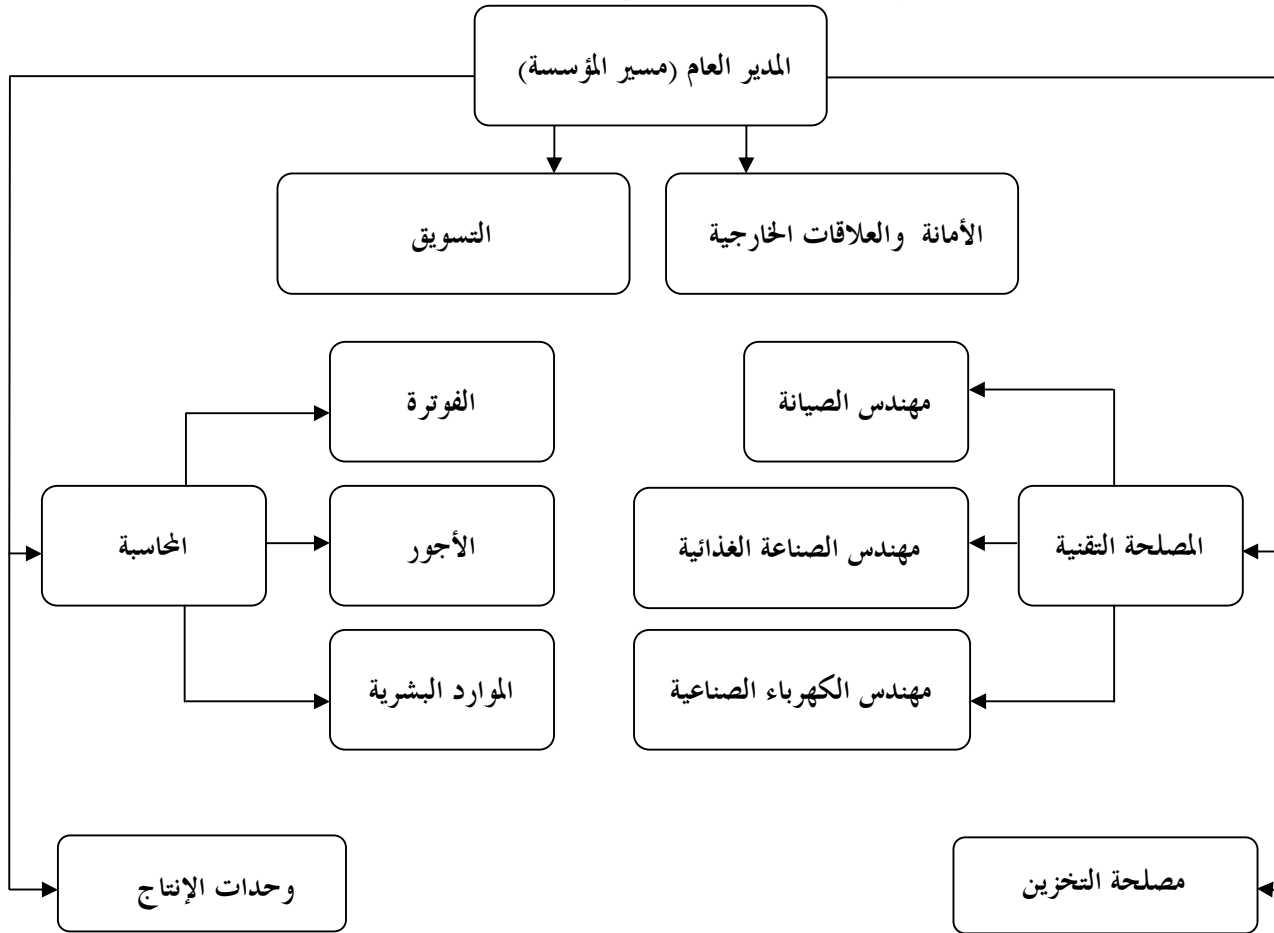 المدير العام (مسير المؤسسة)
الأمانة والعلاقات الخارجية
التسويق
مهندس الصيانة
الفوترة
المصلحة التقنية
مهندس الصناعة الغذائية
الأجور
المحاسبة
مهندس الكهرباء الصناعية
الموارد البشرية
مصلحة التخزين
وحدات الإنتاج